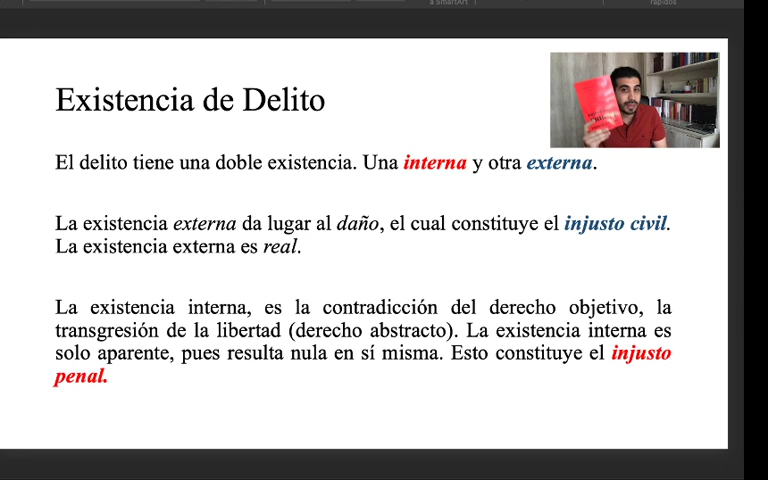 a SmartArt
rápidos
Existencia de Delito
El delito tiene una doble existencia. Una interna y otra externa.
La existencia externa da lugar al daño, el cual constituye el injusto civil.
La existencia externa es real.
La existencia interna, es la contradicción del derecho objetivo, la
transgresión de la libertad (derecho abstracto). La existencia interna es
solo aparente, pues resulta nula en sí misma. Esto constituye el injusto
penal.